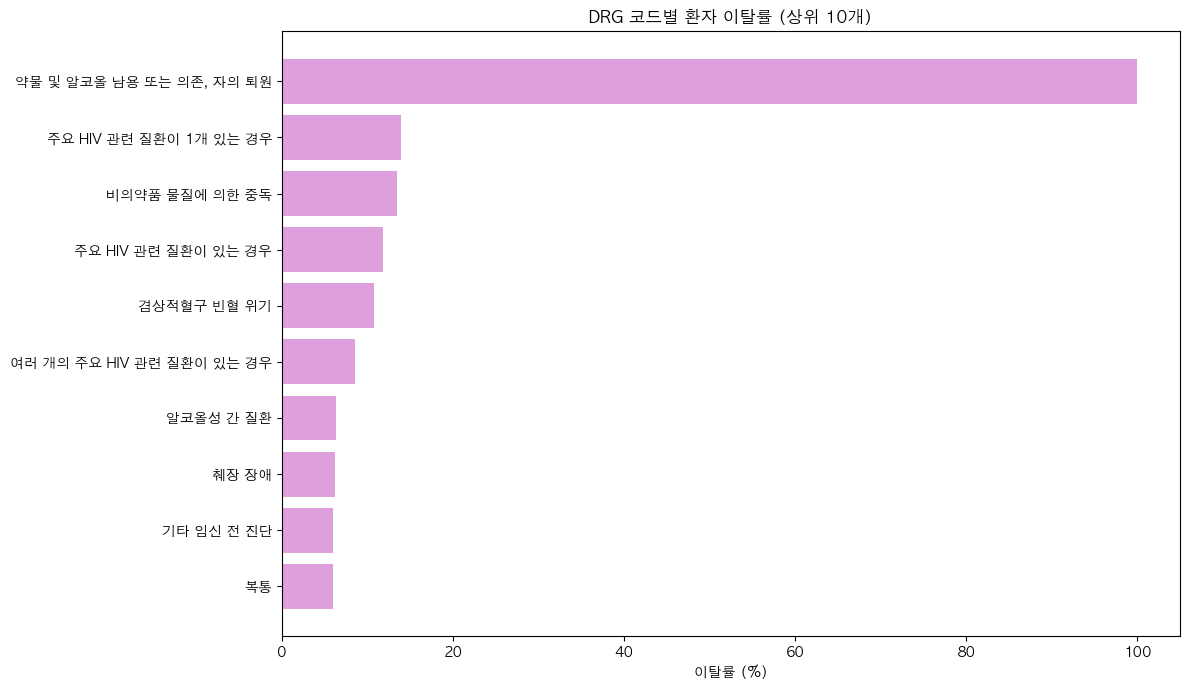 DRG 코드별 환자 이탈률 (상위 10개)
약물 및 알코올 남용 또는 의존, 자의 퇴원
주요 HIV 관련 질환이 1개 있는 경우
비의약품 물질에 의한 중독
주요 HIV 관련 질환이 있는 경우
겸상적혈구 빈혈 위기
여러 개의 주요 HIV 관련 질환이 있는 경우
알코올성 간 질환
췌장 장애
기타 임신 전 진단
복통
0 20 40 60 80 100
이탈률 (%)